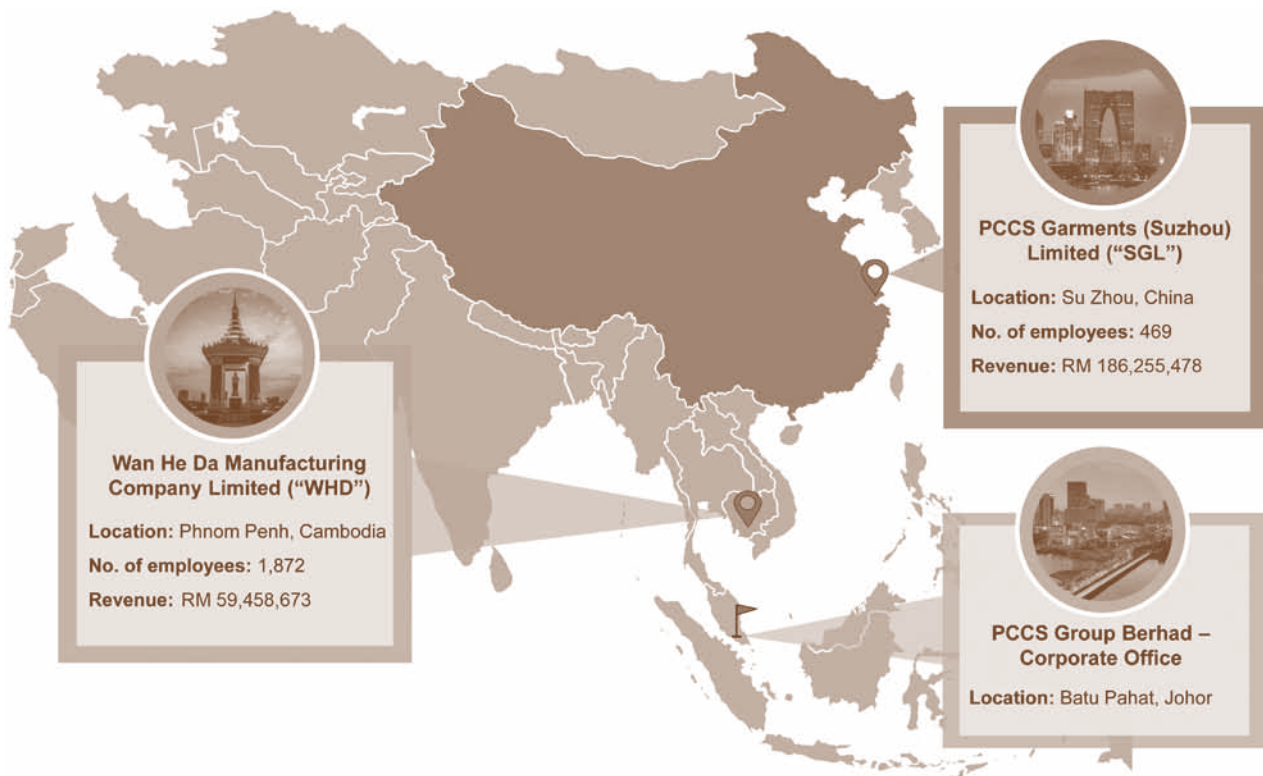 PCCS Garments (Suzhou)
Limited (“SGL”)
Location: Su Zhou, China
No. of employees: 469
Revenue: RM 186,255,478
Wan He Da Manufacturing
Company Limited (“WHD”)
Location: Phnom Penh, Cambodia
No. of employees: 1,872
Revenue: RM 59,458,673
PCCS Group Berhad –
Corporate Office
Location: Batu Pahat, Johor